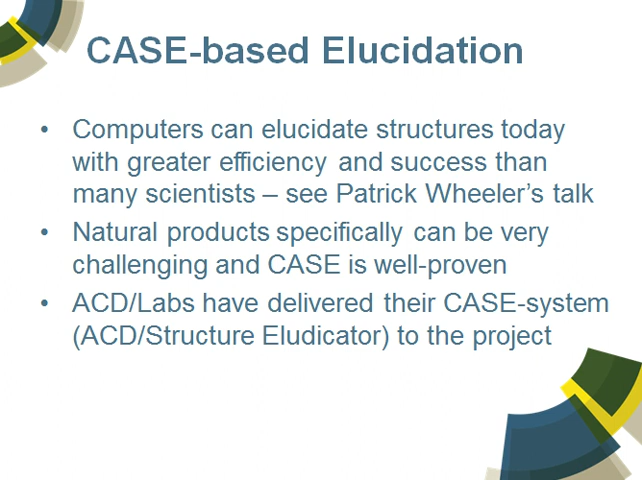 CASE-based Elucidation
• Computers can elucidate structures today
with greater efficiency and success than
many scientists – see Patrick Wheeler's talk
• Natural products specifically can be very
challenging and CASE is well-proven
• ACD/Labs have delivered their CASE-system
(ACD/Structure Eludicator) to the project